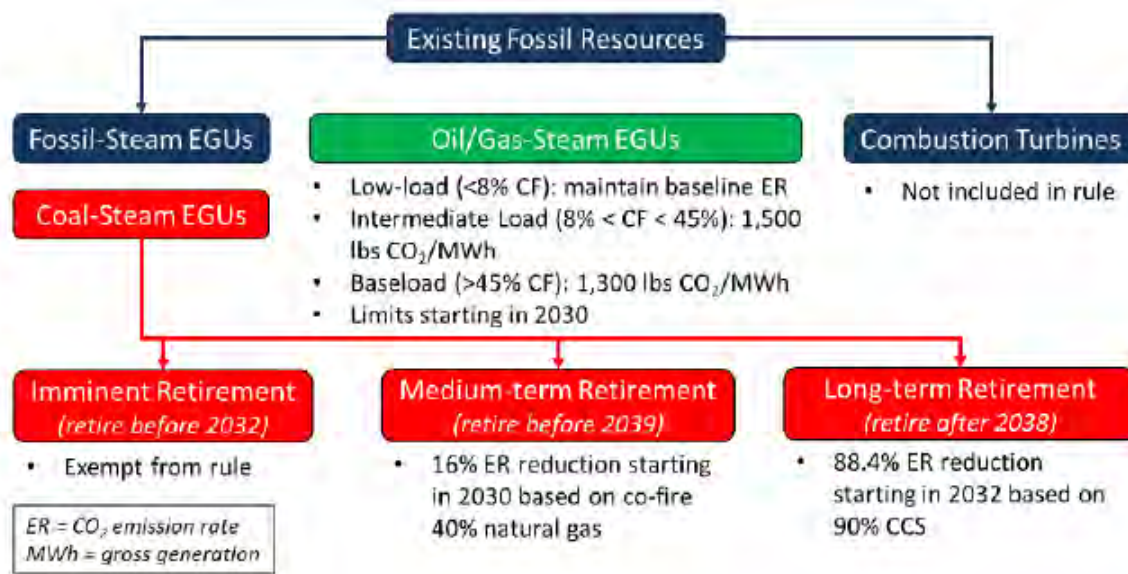 Existing Fossil Resources
Fossil-Steam EGUs
Coal-Steam EGUs
Oil/Gas-Steam EGUs
• Low-load (<8% CF): maintain baseline ER
• Intermediate Load (8% < CF < 45%): 1,500
lbs CO₂/MWh
• Baseload (>45% CF): 1,300 lbs CO₂/MWh
• Limits starting in 2030
Combustion Turbines
• Not included in rule
Imminent Retirement
(retire before 2032)
• Exempt from rule
Medium-term Retirement
(retire before 2039)
• 16% ER reduction starting
in 2030 based on co-fire
40% natural gas
Long-term Retirement
(retire after 2038)
• 88.4% ER reduction
starting in 2032 based on
90% CCS
ER = CO₂ emission rate
MWh = gross generation